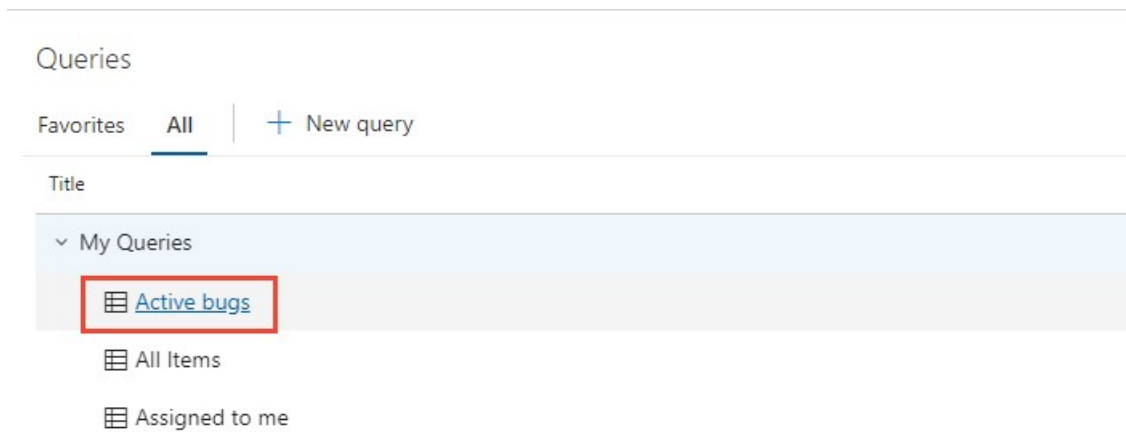 Queries
Favorites All + New query
Title
My Queries
Active bugs
All Items
Assigned to me